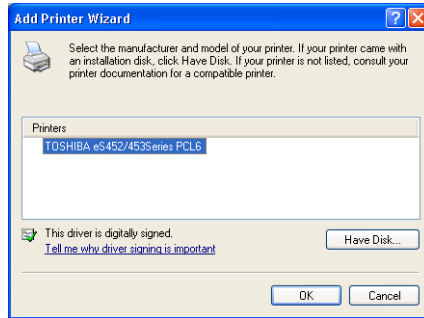 Add Printer Wizard
Select the manufacturer and model of your printer. If your printer came with
an installation disk, click Have Disk. If your printer is not listed, consult your
printer documentation for a compatible printer.
Printers
TOSHIBA eS452/453Series PCL6
This driver is digitally signed.
Tell me why driver signing is important
Have Disk...
OK
Cancel